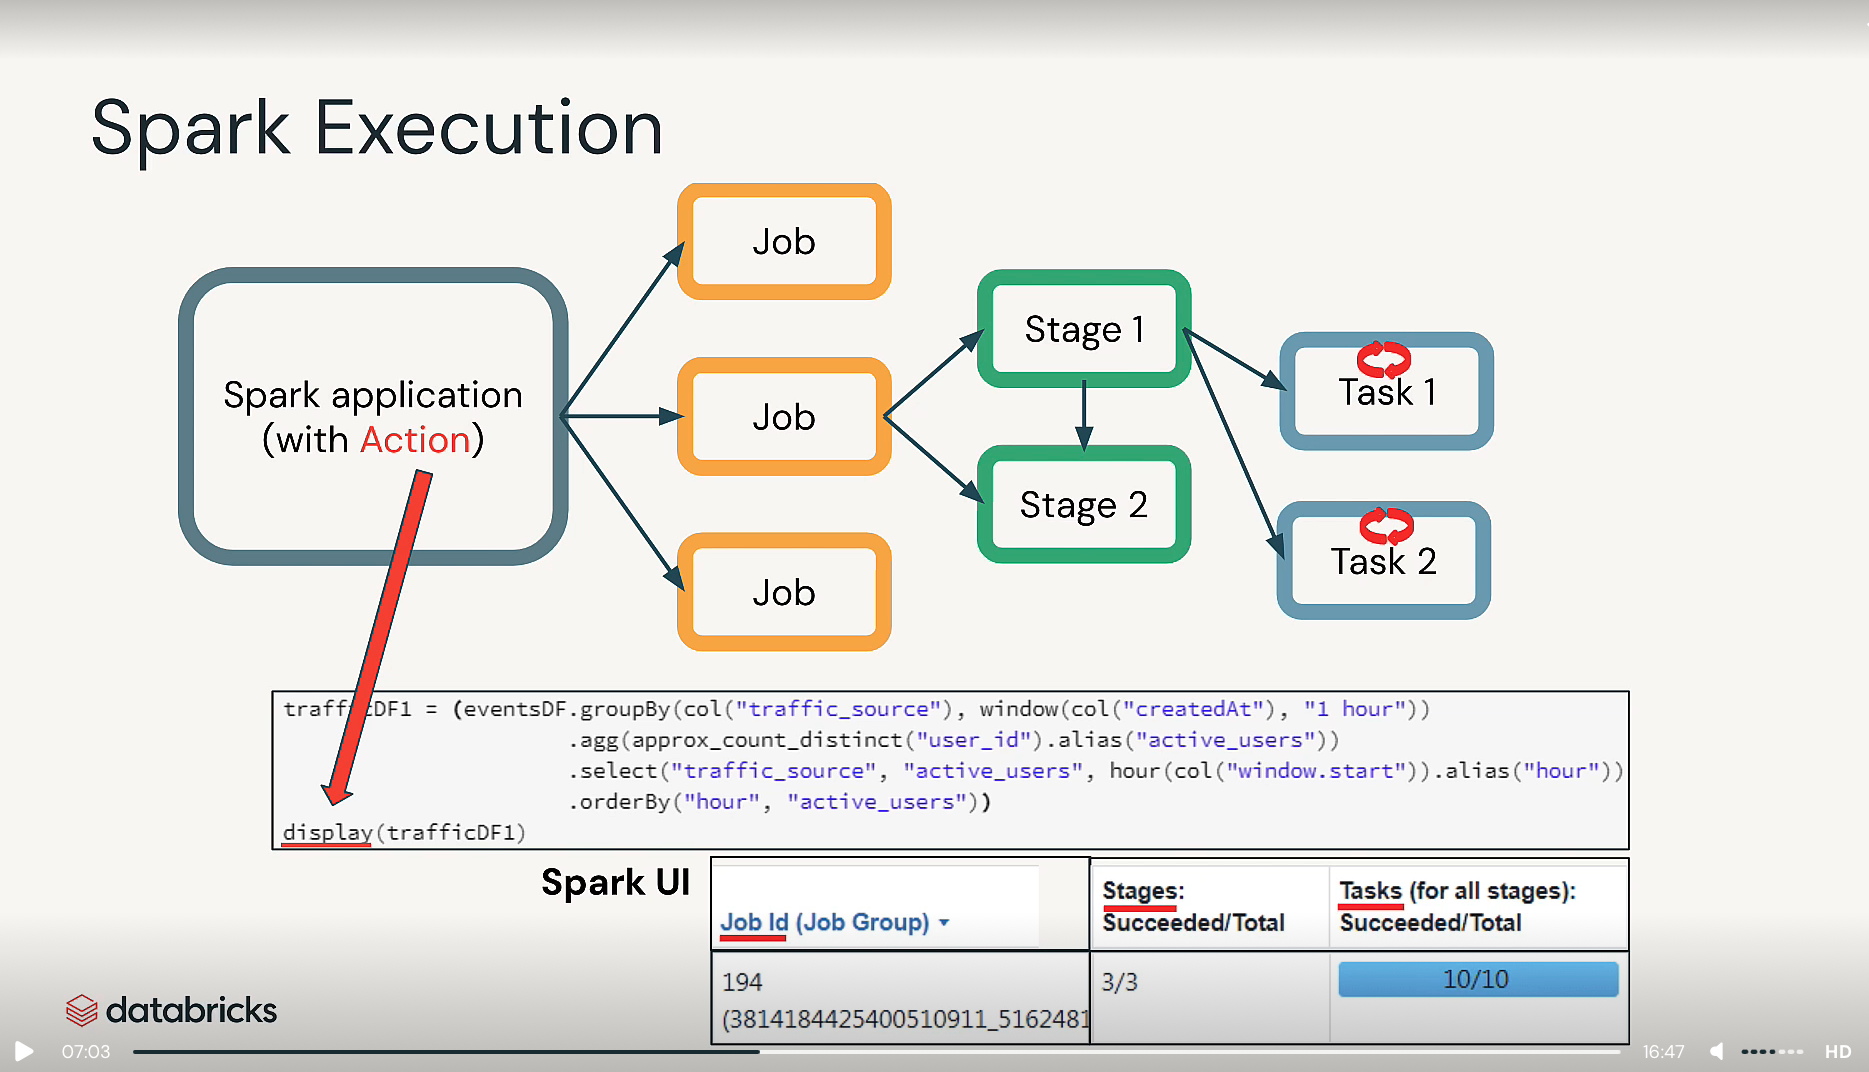 Spark Execution
Job
Job
Job
Stage 1
Stage 2
Task 1
Task 2
Spark application
(with Action)
trafficDF1 = (eventsDF.groupBy(col("traffic_source"), window(col("createdAt"), "1 hour"))
.agg(approx_count_distinct("user_id").alias("active_users"))
.select("traffic_source", "active_users", hour(col("window.start")).alias("hour"))
.orderBy("hour", "active_users"))
display(trafficDF1)
Spark UI
Job Id (Job Group)
Stages:
Succeeded/Total
Tasks (for all stages):
Succeeded/Total
194
(3814184425400510911_5162481
3/3
10/10
databricks
07:03
16:47
HD